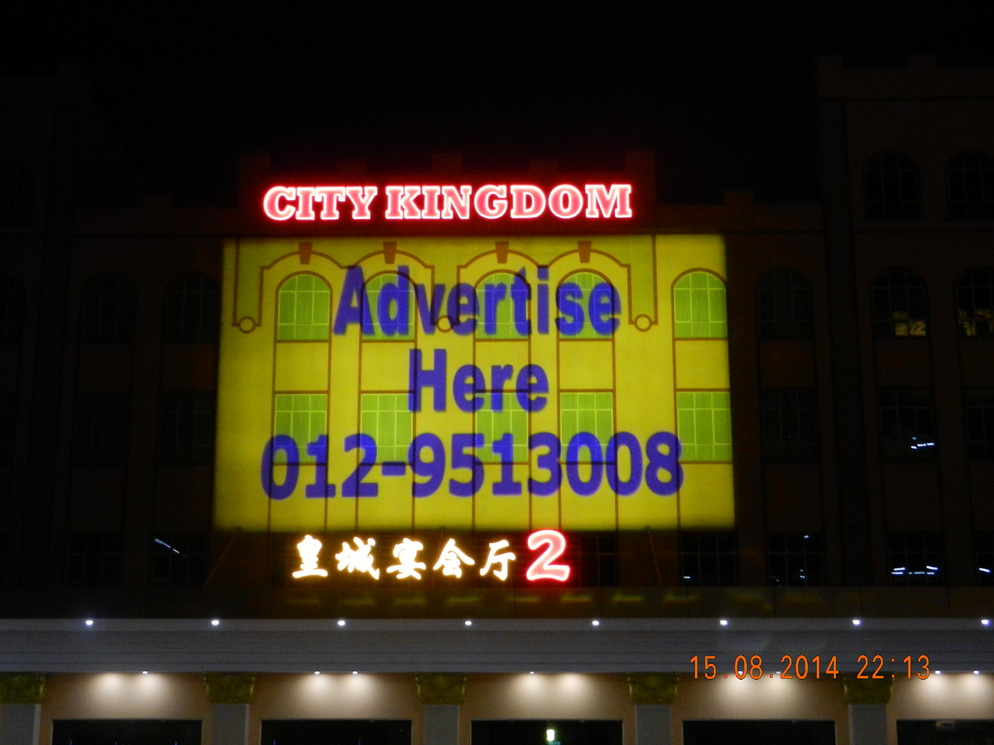 CITY KINGDOM
Advertise
Here
012-9513008
皇城宴会厅 2
15.08.2014 22:13